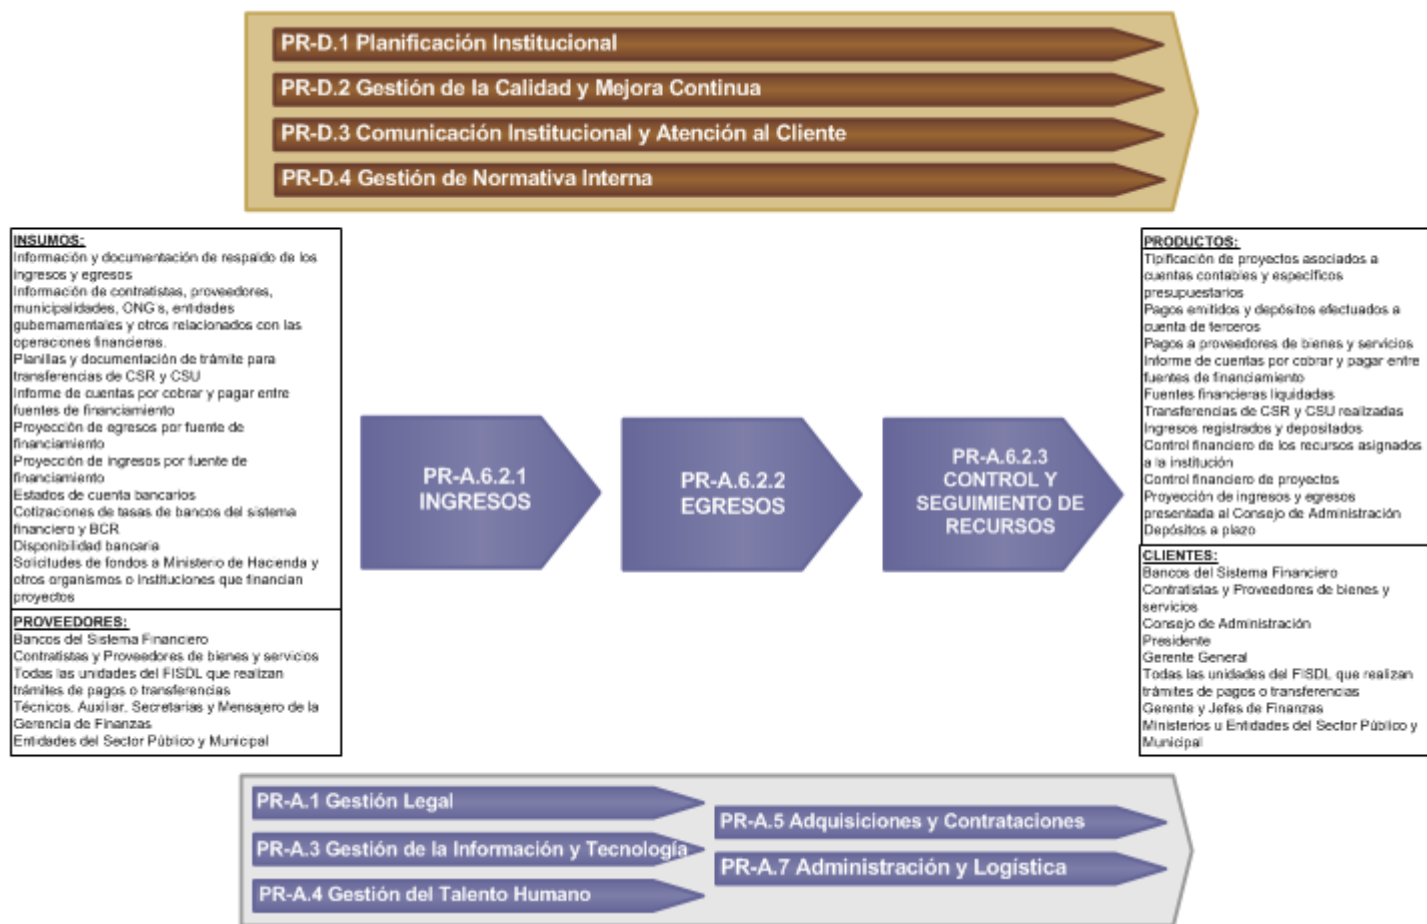 PR-D.1 Planificación Institucional
PR-D.2 Gestión de la Calidad y Mejora Continua
PR-D.3 Comunicación Institucional y Atención al Cliente
PR-D.4 Gestión de Normativa Interna
INSUMOS:
Información y documentación de respaldo de los
ingresos y egresos
Información de contratistas, proveedores,
municipalidades, ONG's, entidades
gubernamentales y otros relacionados con las
operaciones financieras.
Planillas y documentación de trámite para
transferencias de CSR y CSU
Informe de cuentas por cobrar y pagar entre
fuentes de financiamiento
Proyección de egresos por fuente de
financiamiento
Proyección de ingresos por fuente de
financiamiento
Estados de cuenta bancarios
Cotizaciones de tasas de bancos del sistema
financiero y BCR
Disponibilidad bancaria
Solicitudes de fondos a Ministerio de Hacienda y
otros organismos o instituciones que financian
proyectos
PROVEEDORES:
Bancos del Sistema Financiero
Contratistas y Proveedores de bienes y servicios
Todas las unidades del FISDL que realizan
trámites de pagos o transferencias
Técnicos, Auxiliar, Secretarias y Mensajero de la
Gerencia de Finanzas
Entidades del Sector Público y Municipal
PR-A.6.2.1
INGRESOS
PR-A.6.2.2
EGRESOS
PR-A.6.2.3
CONTROL Y
SEGUIMIENTO DE
RECURSOS
PRODUCTOS:
Tipificación de proyectos asociados a
cuentas contables y específicos
presupuestarios
Pagos emitidos y depósitos efectuados a
cuenta de terceros
Pagos a proveedores de bienes y servicios
Informe de cuentas por cobrar y pagar entre
fuentes de financiamiento
Fuentes financieras liquidadas
Transferencias de CSR y CSU realizadas
Ingresos registrados y depositados
Control financiero de los recursos asignados
a la institución
Control financiero de proyectos
Proyección de ingresos y egresos
presentada al Consejo de Administración
Depósitos a plazo
CLIENTES:
Bancos del Sistema Financiero
Contratistas y Proveedores de bienes y
servicios
Consejo de Administración
Presidente
Gerente General
Todas las unidades del FISDL que realizan
trámites de pagos o transferencias
Gerente y Jefes de Finanzas
Ministerios u Entidades del Sector Público y
Municipal
PR-A.1 Gestión Legal
PR-A.3 Gestión de la Información y Tecnología
PR-A.4 Gestión del Talento Humano
PR-A.5 Adquisiciones y Contrataciones
PR-A.7 Administración y Logística